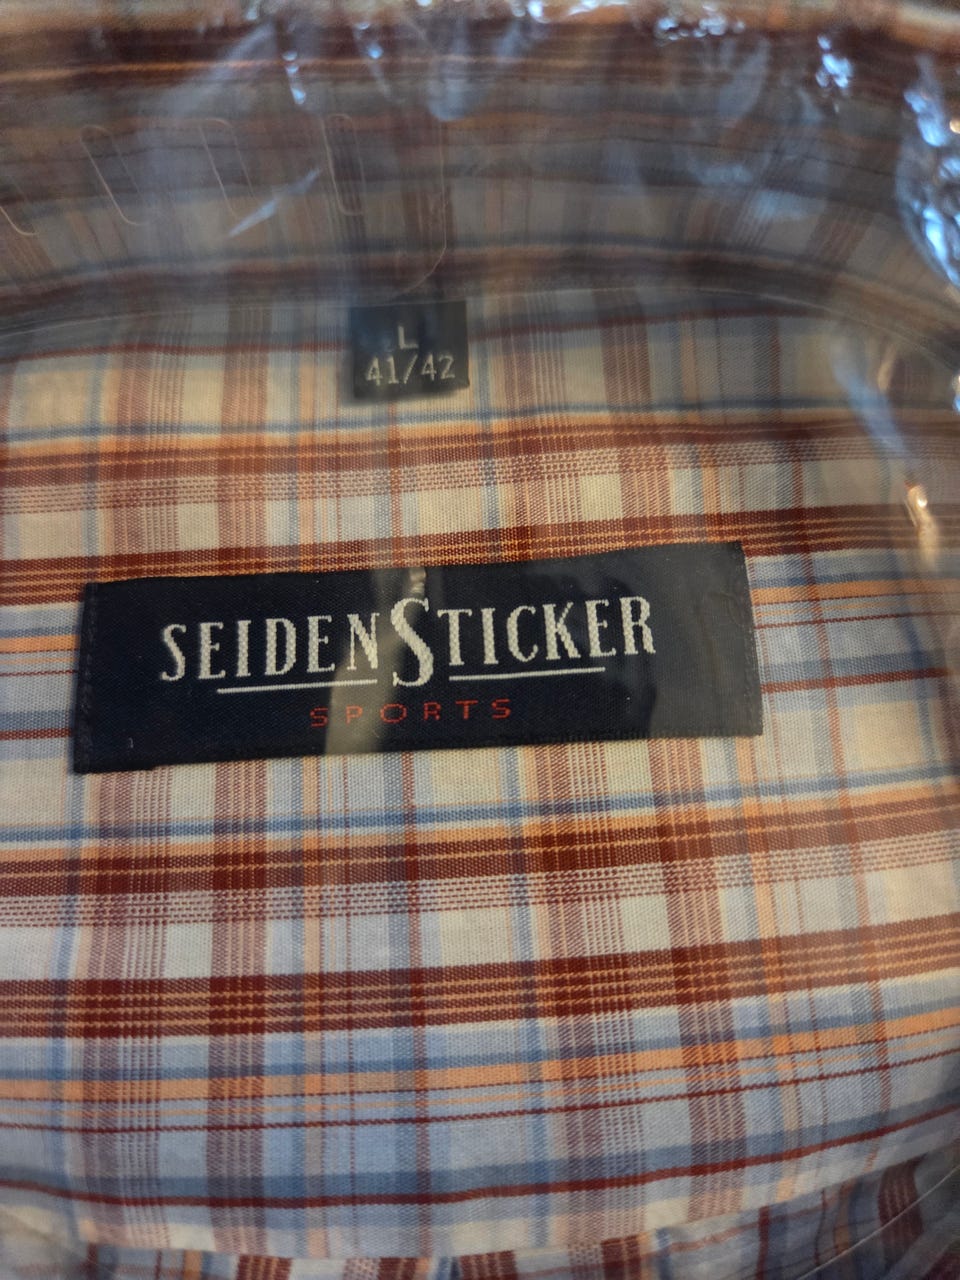 L
41/42
SEIDENSTICKER
SPORTS